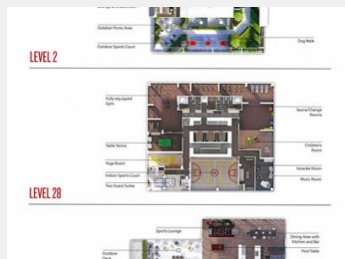 Outdoor Picnic Area
Outdoor Sports Court
Dog Walk
LEVEL 2
Fully-equipped
Gym
Sauna/Change
Rooms
Table Tennis
Children's
Room
Yoga Room
Indoor Sports Court
Karaoke Room
Two Guest Suites
Music Room
LEVEL 28
Sports Lounge
Dining Area with
Kitchen and Bar
Outdoor
Pool Table